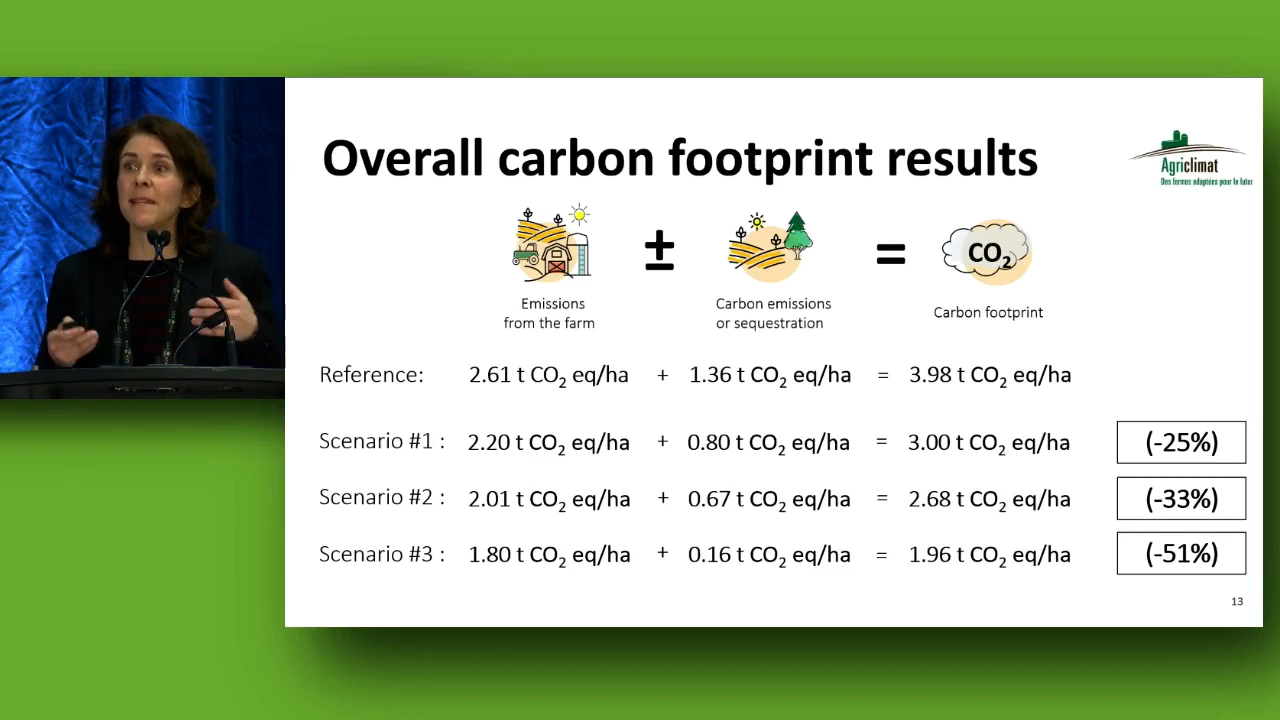 Overall carbon footprint results
Agriclimat
Des fermes adaptées pour le futur
±
=
CO₂
Emissions
from the farm
Carbon emissions
or sequestration
Carbon footprint
Reference: 2.61 t CO₂ eq/ha + 1.36 t CO₂ eq/ha = 3.98 t CO₂ eq/ha
Scenario #1 : 2.20 t CO₂ eq/ha + 0.80 t CO₂ eq/ha = 3.00 t CO₂ eq/ha (-25%)
Scenario #2 : 2.01 t CO₂ eq/ha + 0.67 t CO₂ eq/ha = 2.68 t CO₂ eq/ha (-33%)
Scenario #3 : 1.80 t CO₂ eq/ha + 0.16 t CO₂ eq/ha = 1.96 t CO₂ eq/ha (-51%)
13